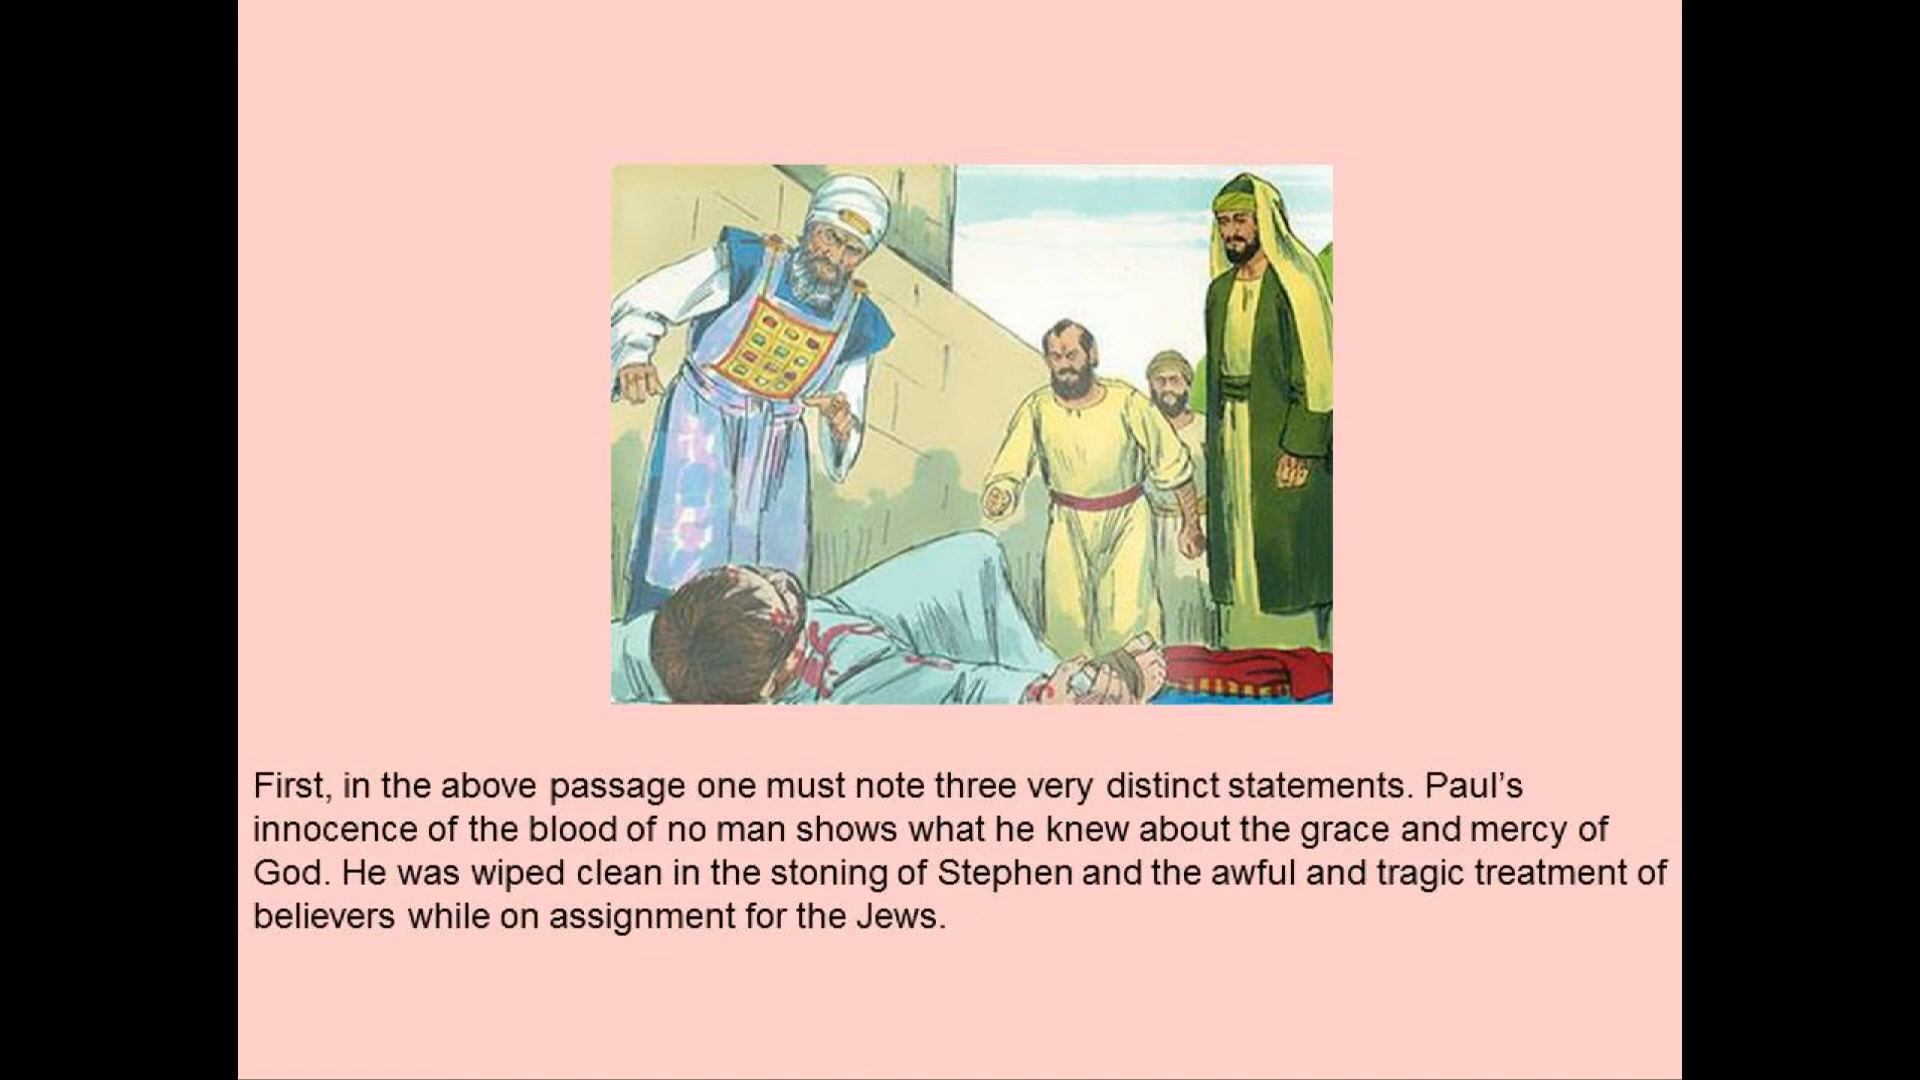 First, in the above passage one must note three very distinct statements. Paul’s
innocence of the blood of no man shows what he knew about the grace and mercy of
God. He was wiped clean in the stoning of Stephen and the awful and tragic treatment of
believers while on assignment for the Jews.